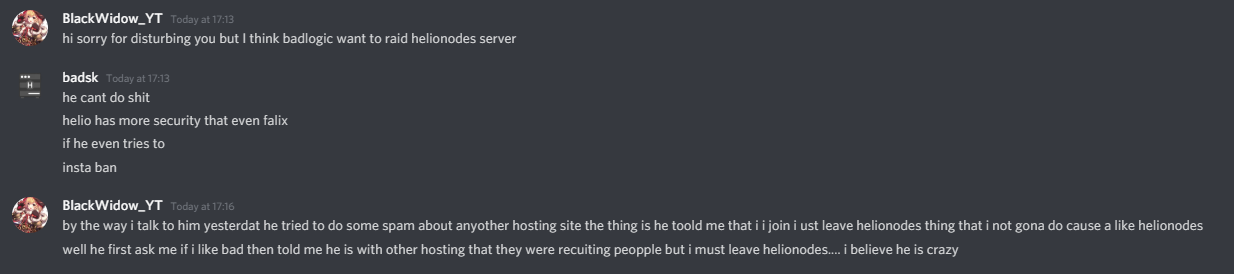 BlackWidow_YT Today at 17:13
hi sorry for disturbing you but I think badlogic want to raid helionodes server
badsk Today at 17:13
he cant do shit
helio has more security that even falix
if he even tries to
insta ban
BlackWidow_YT Today at 17:16
by the way i talk to him yesterdat he tried to do some spam about anyother hosting site the thing is he toold me that i i join i ust leave helionodes thing that i not gona do cause a like helionodes
well he first ask me if i like bad then told me he is with other hosting that they were recuiting peopple but i must leave helionodes.... i believe he is crazy